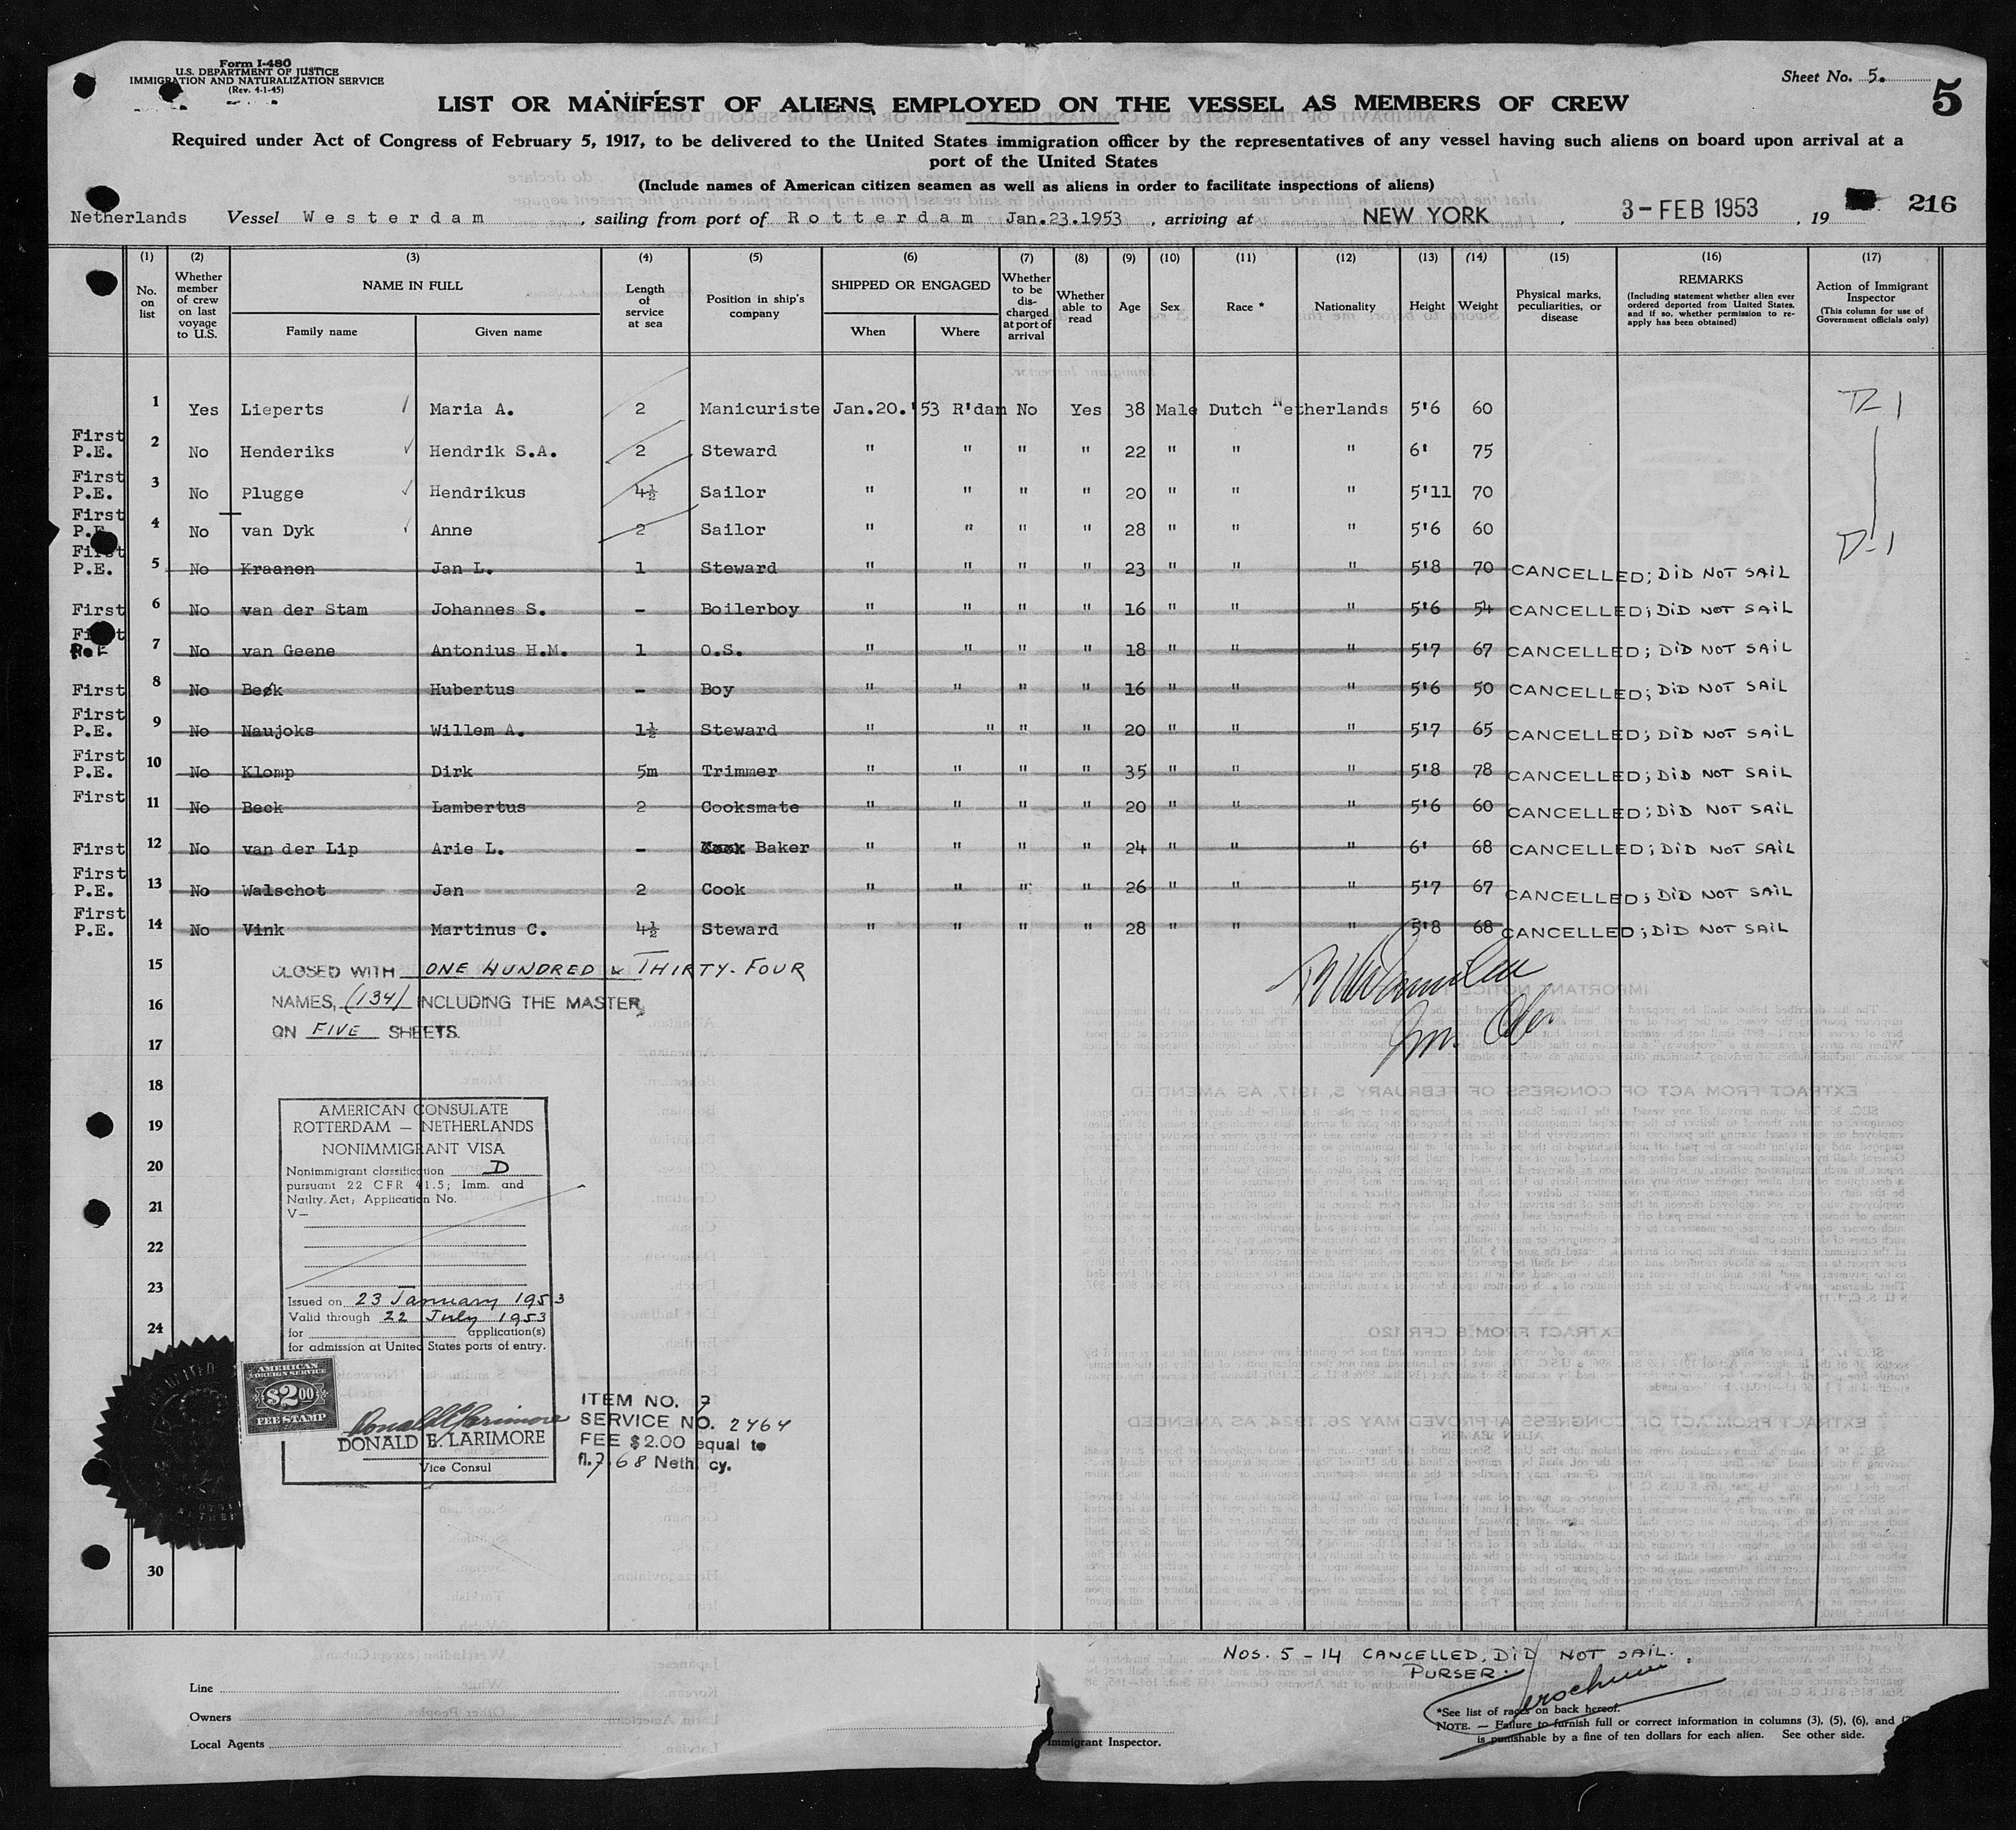 Form I-480
U.S. DEPARTMENT OF JUSTICE
IMMIGRATION AND NATURALIZATION SERVICE
(Rev. 4-1-45)
Sheet No. 5.
5
LIST OR MANIFEST OF ALIENS EMPLOYED ON THE VESSEL AS MEMBERS OF CREW
Required under Act of Congress of February 5, 1917, to be delivered to the United States immigration officer by the representatives of any vessel having such aliens on board upon arrival at a
port of the United States
(Include names of American citizen seamen as well as aliens in order to facilitate inspections of aliens)
Netherlands Vessel Westerdam, sailing from port of Rotterdam Jan.23.1953, arriving at NEW YORK, 3-FEB 1953, 19 216
(1) (2) (3) (4) (5) (6) (7) (8) (9) (10) (11) (12) (13) (14) (15) (16) (17)
No. on list
Whether member of crew on last voyage to U.S.
NAME IN FULL
Family name Given name
Length of service at sea
Position in ship's company
SHIPPED OR ENGAGED
When Where
Whether to be dis-charged at port of arrival
Whether able to read
Age
Sex
Race *
Nationality
Height
Weight
Physical marks, peculiarities, or disease
REMARKS
(Including statement whether alien ever ordered deported from United States, and if so, whether permission to re-apply has been obtained)
Action of Immigrant Inspector
(This column for use of Government officials only)
1 Yes Lieperts Maria A. 2 Manicuriste Jan.20.'53 R'dam No Yes 38 Male Dutch Netherlands 5'6 60 D-1
First P.E. 2 No Henderiks Hendrik S.A. 2 Steward " " " " 22 " " " 6' 75
First P.E. 3 No Plugge Hendrikus 4½ Sailor " " " " 20 " " " 5'11 70
First P.E. 4 No van Dyk Anne 2 Sailor " " " " 28 " " " 5'6 60 D-1
First P.E. 5 No Kraanen Jan L. 1 Steward " " " " 23 " " " 5'8 70 CANCELLED; DID NOT SAIL
First 6 No van der Stam Johannes S. - Boilerboy " " " " 16 " " " 5'6 54 CANCELLED; DID NOT SAIL
First P.E 7 No van Geene Antonius H.M. 1 O.S. " " " " 18 " " " 5'7 67 CANCELLED; DID NOT SAIL
First 8 No Beek Hubertus - Boy " " " " 16 " " " 5'6 50 CANCELLED; DID NOT SAIL
First P.E. 9 No Naujoks Willem A. 1½ Steward " " " " 20 " " " 5'7 65 CANCELLED; DID NOT SAIL
First P.E. 10 No Klomp Dirk 5m Trimmer " " " " 35 " " " 5'8 78 CANCELLED; DID NOT SAIL
First 11 No Beck Lambertus 2 Cooksmate " " " " 20 " " " 5'6 60 CANCELLED; DID NOT SAIL
First 12 No van der Lip Arie L. - Cook Baker " " " " 24 " " " 6' 68 CANCELLED; DID NOT SAIL
First P.E. 13 No Walschot Jan 2 Cook " " " " 26 " " " 5'7 67 CANCELLED; DID NOT SAIL
First P.E. 14 No Vink Martinus C. 4½ Steward " " " " 28 " " " 5'8 68 CANCELLED; DID NOT SAIL
15 CLOSED WITH ONE HUNDRED & THIRTY-FOUR
16 NAMES, (134) INCLUDING THE MASTER,
ON FIVE SHEETS.
17
18
AMERICAN CONSULATE
19 ROTTERDAM — NETHERLANDS
NONIMMIGRANT VISA
20 Nonimmigrant classification D
pursuant 22 CFR 41.5; Imm. and
Natlty. Act; Application No.
21 V-
22
23
Issued on 23 January 1953
Valid through 22 July 1953
24 for application(s)
for admission at United States ports of entry.
AMERICAN
FOREIGN SERVICE
$2.00
FEE STAMP
DONALD E. LARIMORE
Vice Consul
ITEM NO. 7
SERVICE NO. 2464
FEE $2.00 equal to
fl.7.68 Neth. cy.
30
NOS. 5-14 CANCELLED. DID NOT SAIL.
PURSER.
Line
Owners
Local Agents
Immigrant Inspector.
*See list of races on back hereof.
NOTE. — Failure to furnish full or correct information in columns (3), (5), (6), and
is punishable by a fine of ten dollars for each alien. See other side.